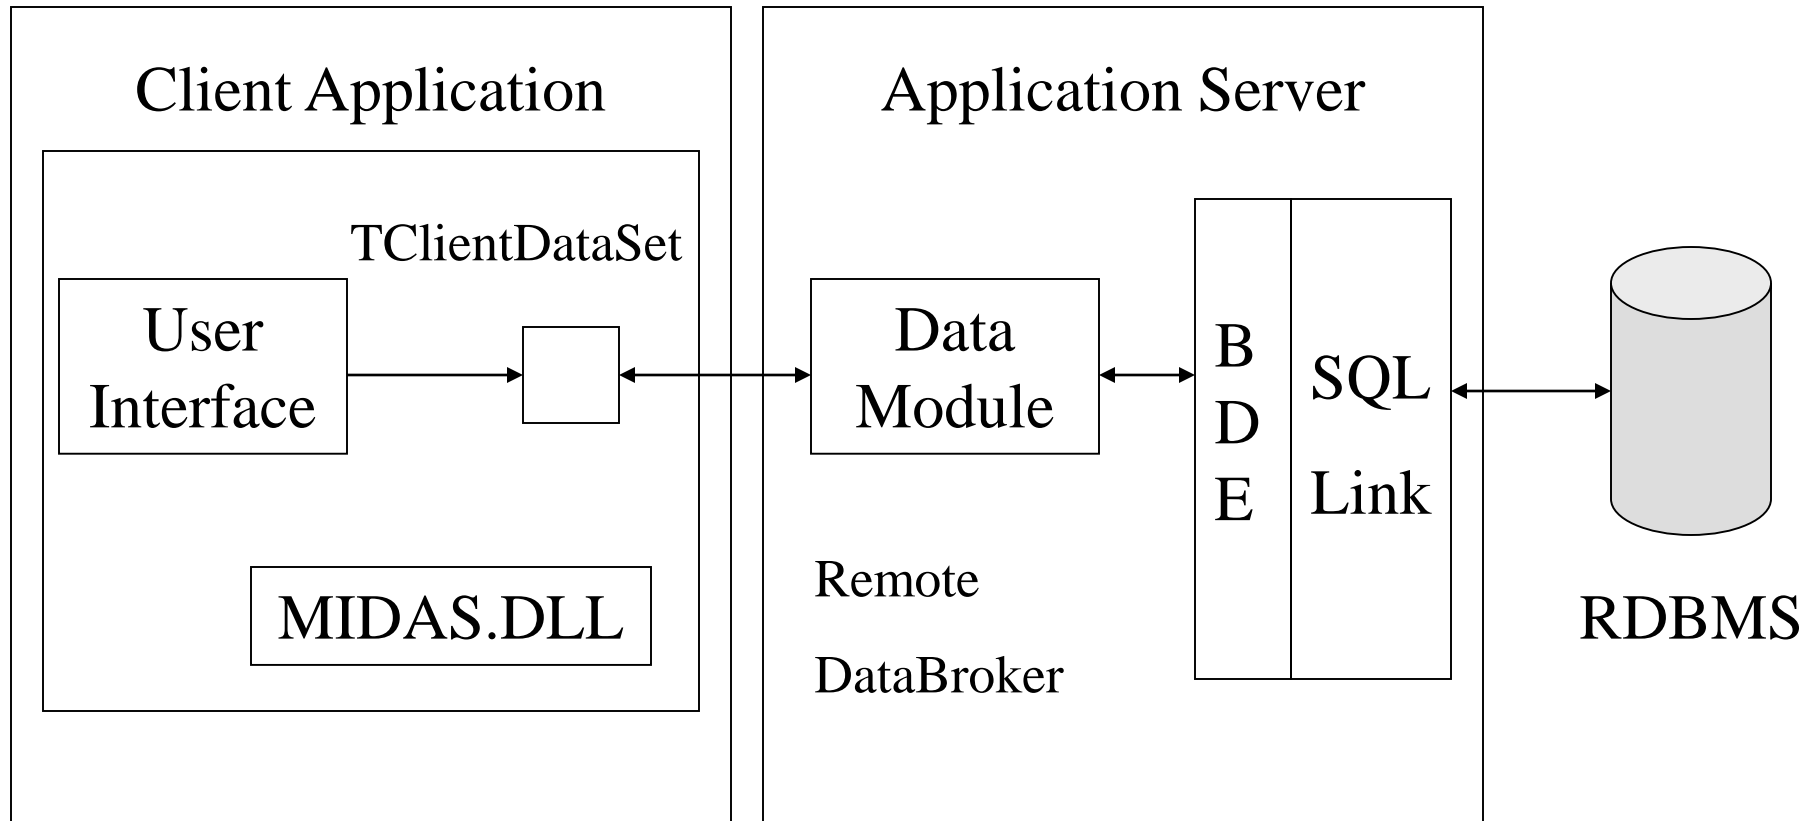 Client Application
TClientDataSet
User
Interface
MIDAS.DLL
Application Server
Data
Module
Remote
DataBroker
B
D
E
SQL
Link
RDBMS